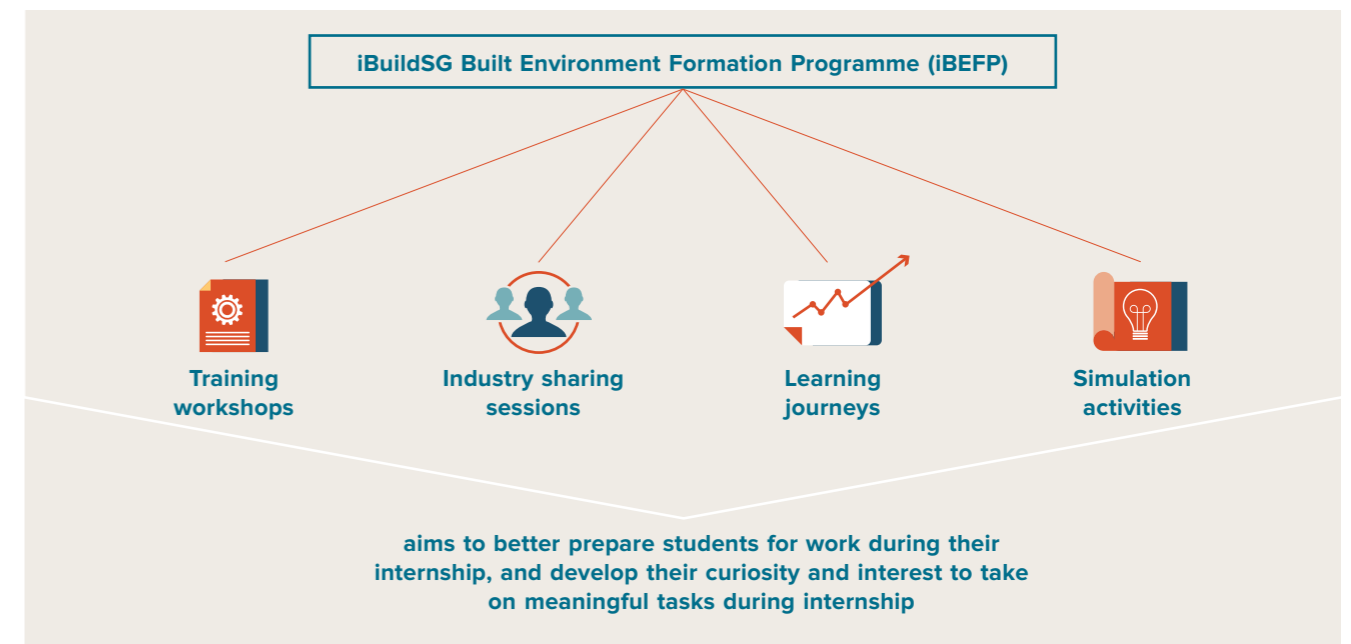 iBuildSG Built Environment Formation Programme (iBEFP)
Training
workshops
Industry sharing
sessions
Learning
journeys
Simulation
activities
aims to better prepare students for work during their
internship, and develop their curiosity and interest to take
on meaningful tasks during internship